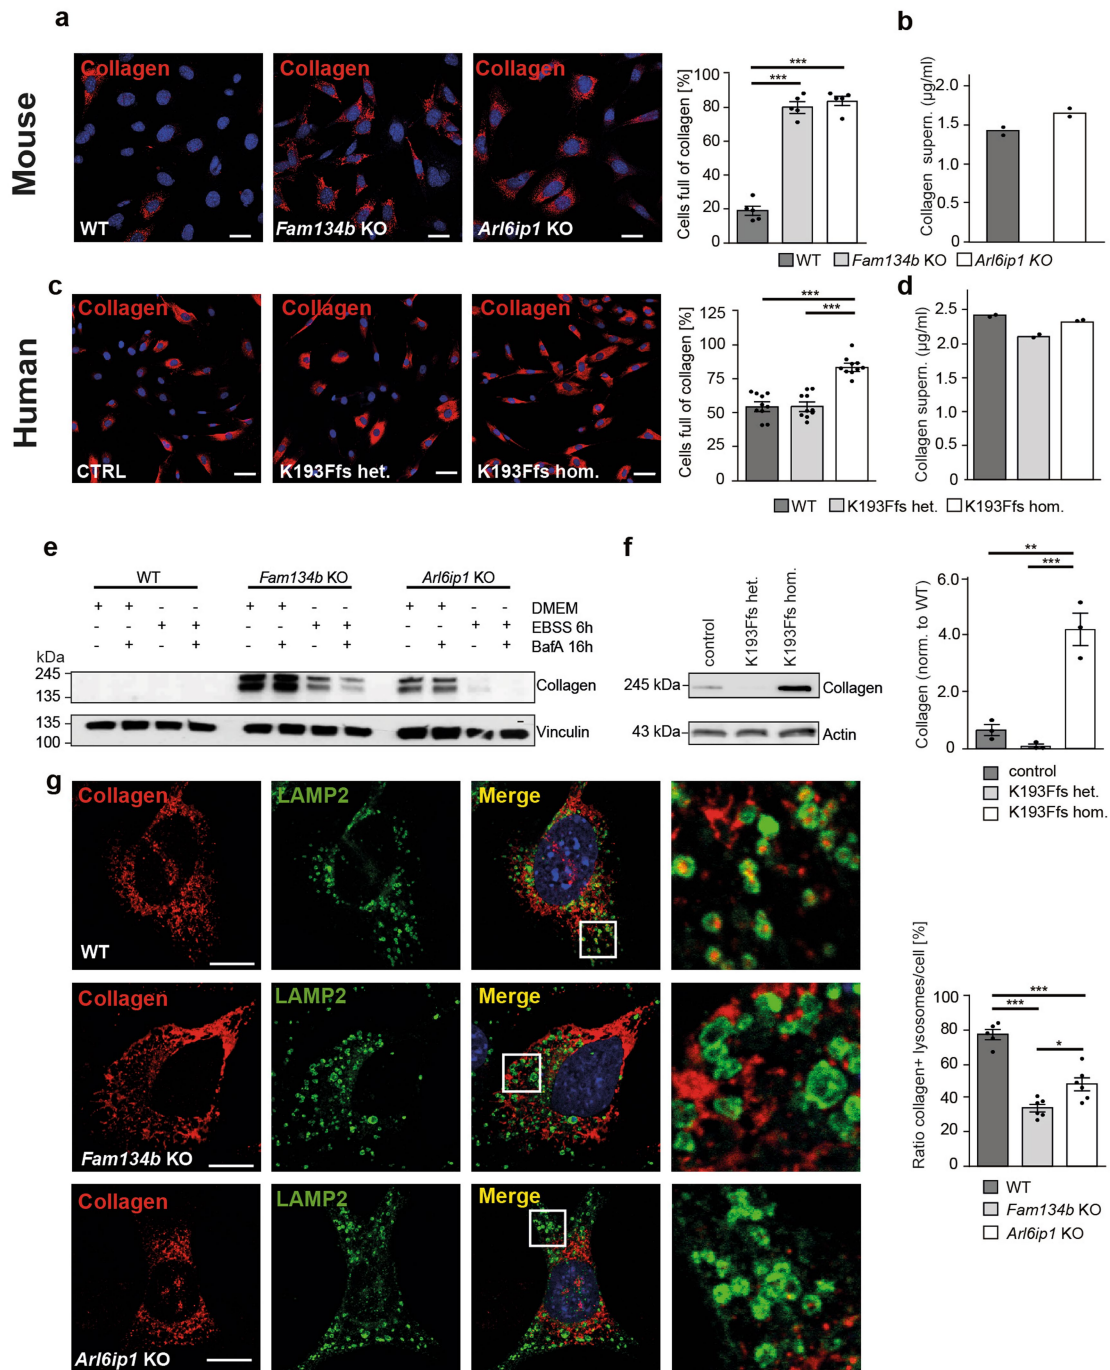 a
b
Mouse
Collagen
Collagen
Collagen
WT
Fam134b KO
Arl6ip1 KO
Cells full of collagen [%]
100
80
60
40
20
0
***
***
Collagen supern. (µg/ml)
2.0
1.5
1.0
0.5
0
WT Fam134b KO Arl6ip1 KO
c
d
Human
Collagen
Collagen
Collagen
CTRL
K193Ffs het.
K193Ffs hom.
Cells full of collagen [%]
125
100
75
50
25
0
***
***
Collagen supern. (µg/ml)
2.5
2.0
1.5
1.0
0.5
0
WT K193Ffs het. K193Ffs hom.
e
WT Fam134b KO Arl6ip1 KO
+ + - - + + - - + + - - DMEM
- - + + - - + + - - + + EBSS 6h
- + - + - + - + - + - + BafA 16h
kDa
245
135
Collagen
135
100
Vinculin
f
control
K193Ffs het.
K193Ffs hom.
245 kDa
Collagen
43 kDa
Actin
Collagen (norm. to WT)
6.0
4.0
2.0
0
**
***
control
K193Ffs het.
K193Ffs hom.
g
Collagen LAMP2 Merge
WT
Collagen LAMP2 Merge
Fam134b KO
Collagen LAMP2 Merge
Arl6ip1 KO
Ratio collagen+ lysosomes/cell [%]
100
80
60
40
20
0
***
***
*
WT
Fam134b KO
Arl6ip1 KO